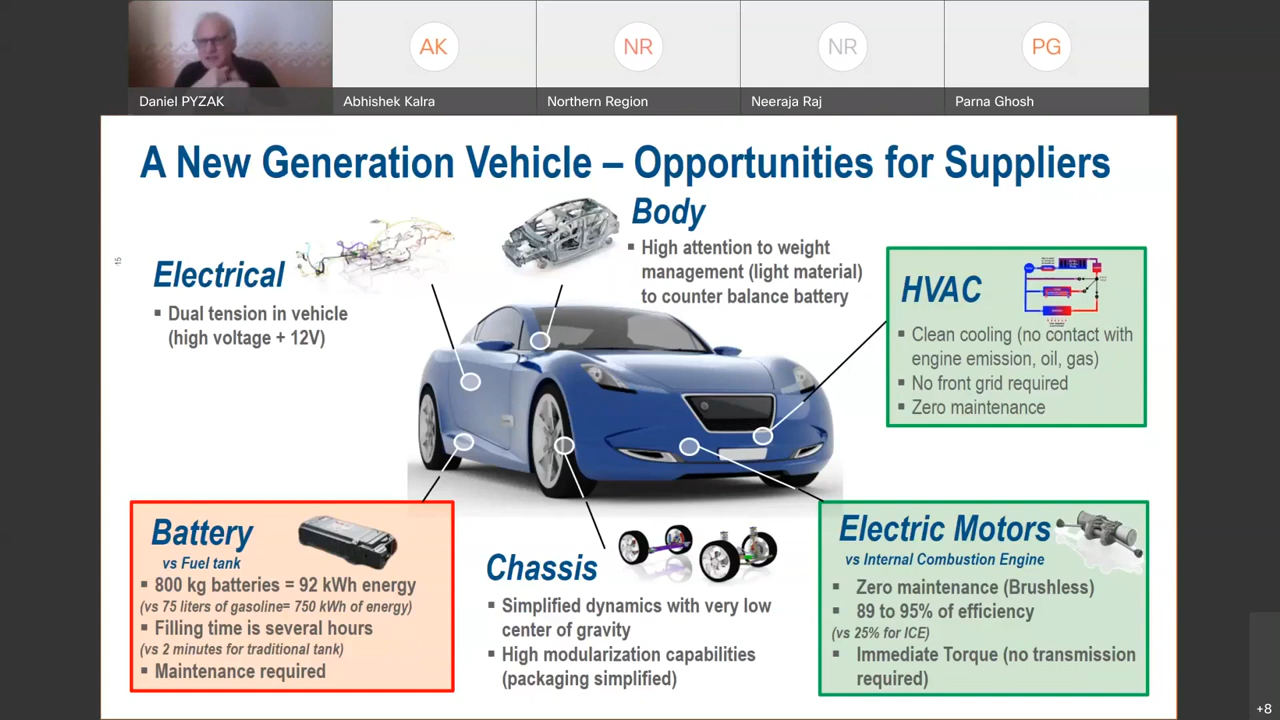 AK
NR
NR
PG
Daniel PYZAK
Abhishek Kalra
Northern Region
Neeraja Raj
Parna Ghosh
A New Generation Vehicle – Opportunities for Suppliers
15
Electrical
▪ Dual tension in vehicle
(high voltage + 12V)
Body
▪ High attention to weight
management (light material)
to counter balance battery
HVAC
▪ Clean cooling (no contact with
engine emission, oil, gas)
▪ No front grid required
▪ Zero maintenance
Battery
vs Fuel tank
▪ 800 kg batteries = 92 kWh energy
(vs 75 liters of gasoline= 750 kWh of energy)
▪ Filling time is several hours
(vs 2 minutes for traditional tank)
▪ Maintenance required
Chassis
▪ Simplified dynamics with very low
center of gravity
▪ High modularization capabilities
(packaging simplified)
Electric Motors
vs Internal Combustion Engine
▪ Zero maintenance (Brushless)
▪ 89 to 95% of efficiency
(vs 25% for ICE)
▪ Immediate Torque (no transmission
required)
+8